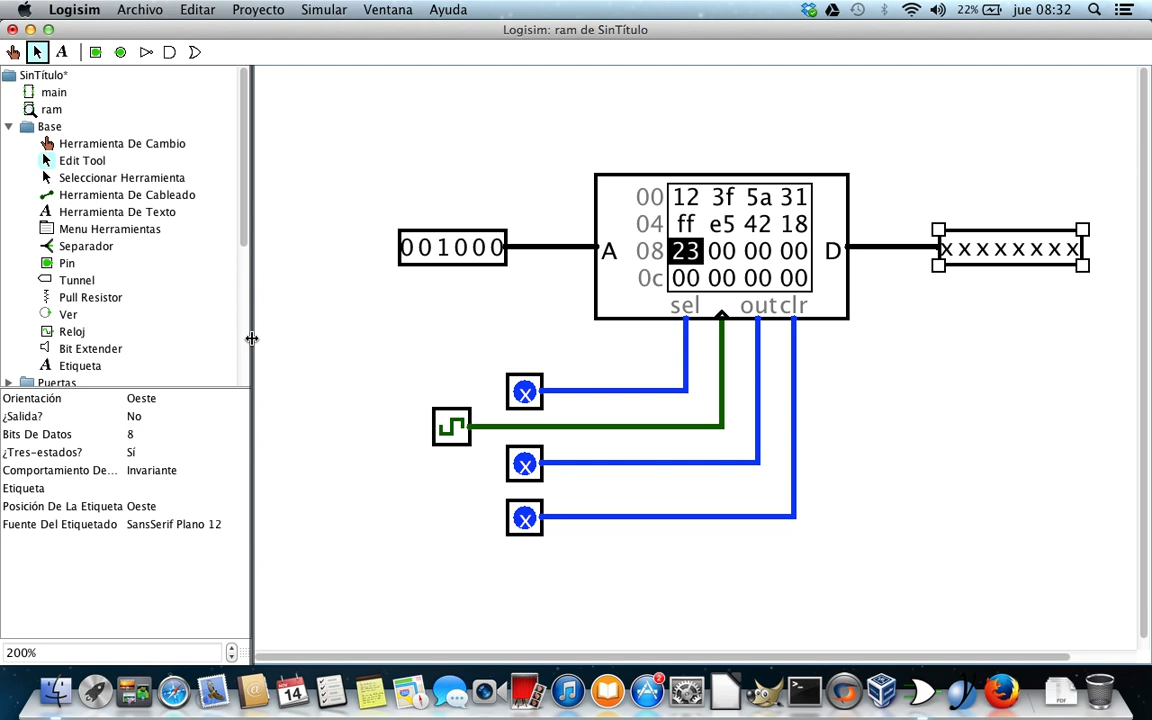 Logisim Archivo Editar Proyecto Simular Ventana Ayuda 22% jue 08:32
Logisim: ram de SinTítulo
A
SinTítulo*
main
ram
Base
Herramienta De Cambio
Edit Tool
Seleccionar Herramienta
Herramienta De Cableado
A Herramienta De Texto
Menu Herramientas
Separador
Pin
Tunnel
Pull Resistor
Ver
Reloj
Bit Extender
A Etiqueta
Puertas
Orientación Oeste
¿Salida? No
Bits De Datos 8
¿Tres-estados? Sí
Comportamiento De... Invariante
Etiqueta
Posición De La Etiqueta Oeste
Fuente Del Etiquetado SansSerif Plano 12
200%
00 12 3f 5a 31
04 ff e5 42 18
001000 A 08 23 00 00 00 D xxxxxxxx
0c 00 00 00 00
sel out clr
x
x
x
NOV
14
2